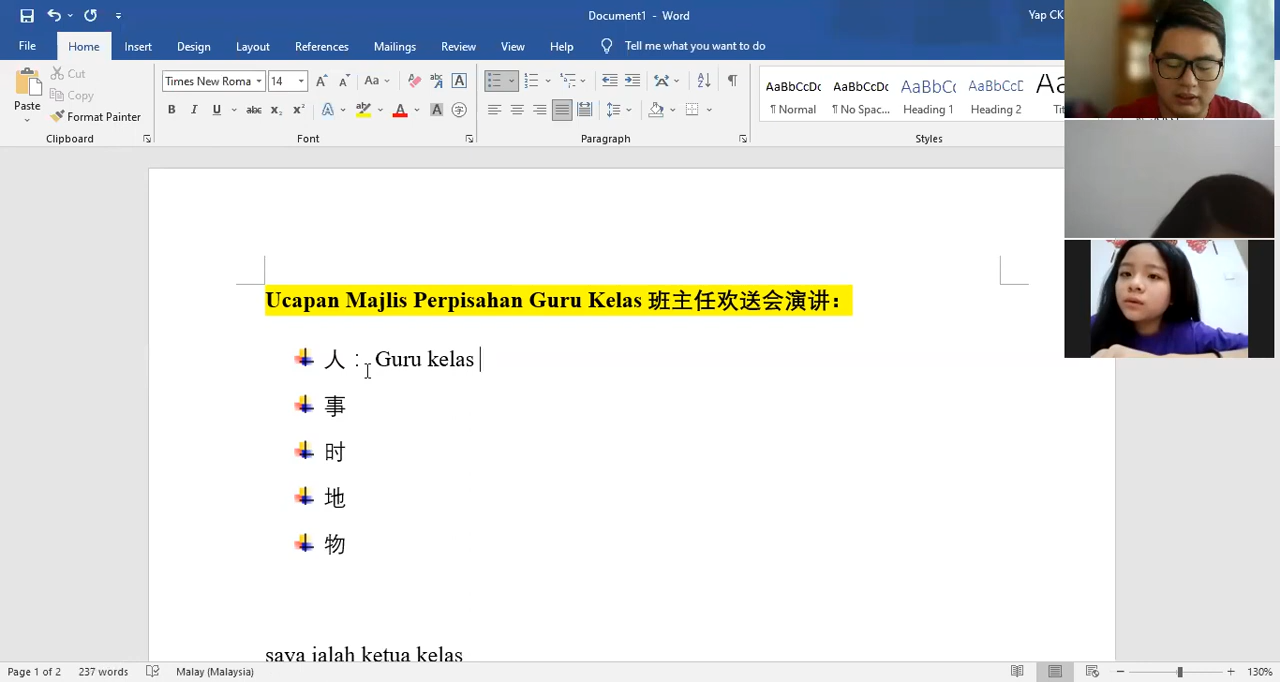 Document1 - Word
Yap CK
File Home Insert Design Layout References Mailings Review View Help Tell me what you want to do
Cut
Copy
Paste
Format Painter
Times New Roma 14
AaBbCcDc AaBbCcDc AaBbC AaBbCcD
¶ Normal ¶ No Spac... Heading 1 Heading 2
Clipboard Font Paragraph Styles
Ucapan Majlis Perpisahan Guru Kelas 班主任欢送会演讲：
人： Guru kelas
事
时
地
物
saya ialah ketua kelas
Page 1 of 2 237 words Malay (Malaysia) 130%